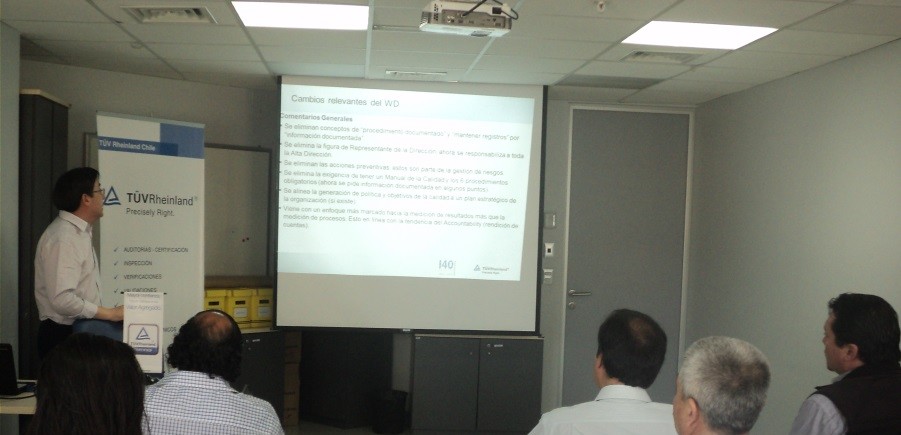 Cambios relevantes del WD
Comentarios Generales
Se eliminan conceptos de "procedimiento documentado" y "mantener registros" por
"información documentada"
Se elimina la figura de Representante de la Dirección, ahora se responsabiliza a toda
la Alta Dirección.
Se eliminan las acciones preventivas, estos son parte de la gestión de riesgos
Se elimina la exigencia de tener un Manual de la Calidad y los 6 procedimientos
obligatorios (ahora se pide información documentada en algunos puntos)
Se alinea la generación de política y objetivos de la calidad a un plan estratégico de
la organización (si existe).
Viene con un enfoque más marcado hacia la medición de resultados más que la
medición de procesos. Esto en línea con la tendencia del Accountability (rendición de
cuentas).
140
TÜVRheinland
TÜV Rheinland Chile
TÜVRheinland
Precisely Right.
✓ AUDITORÍAS - CERTIFICACIÓN
✓ INSPECCIÓN
✓ VERIFICACIONES